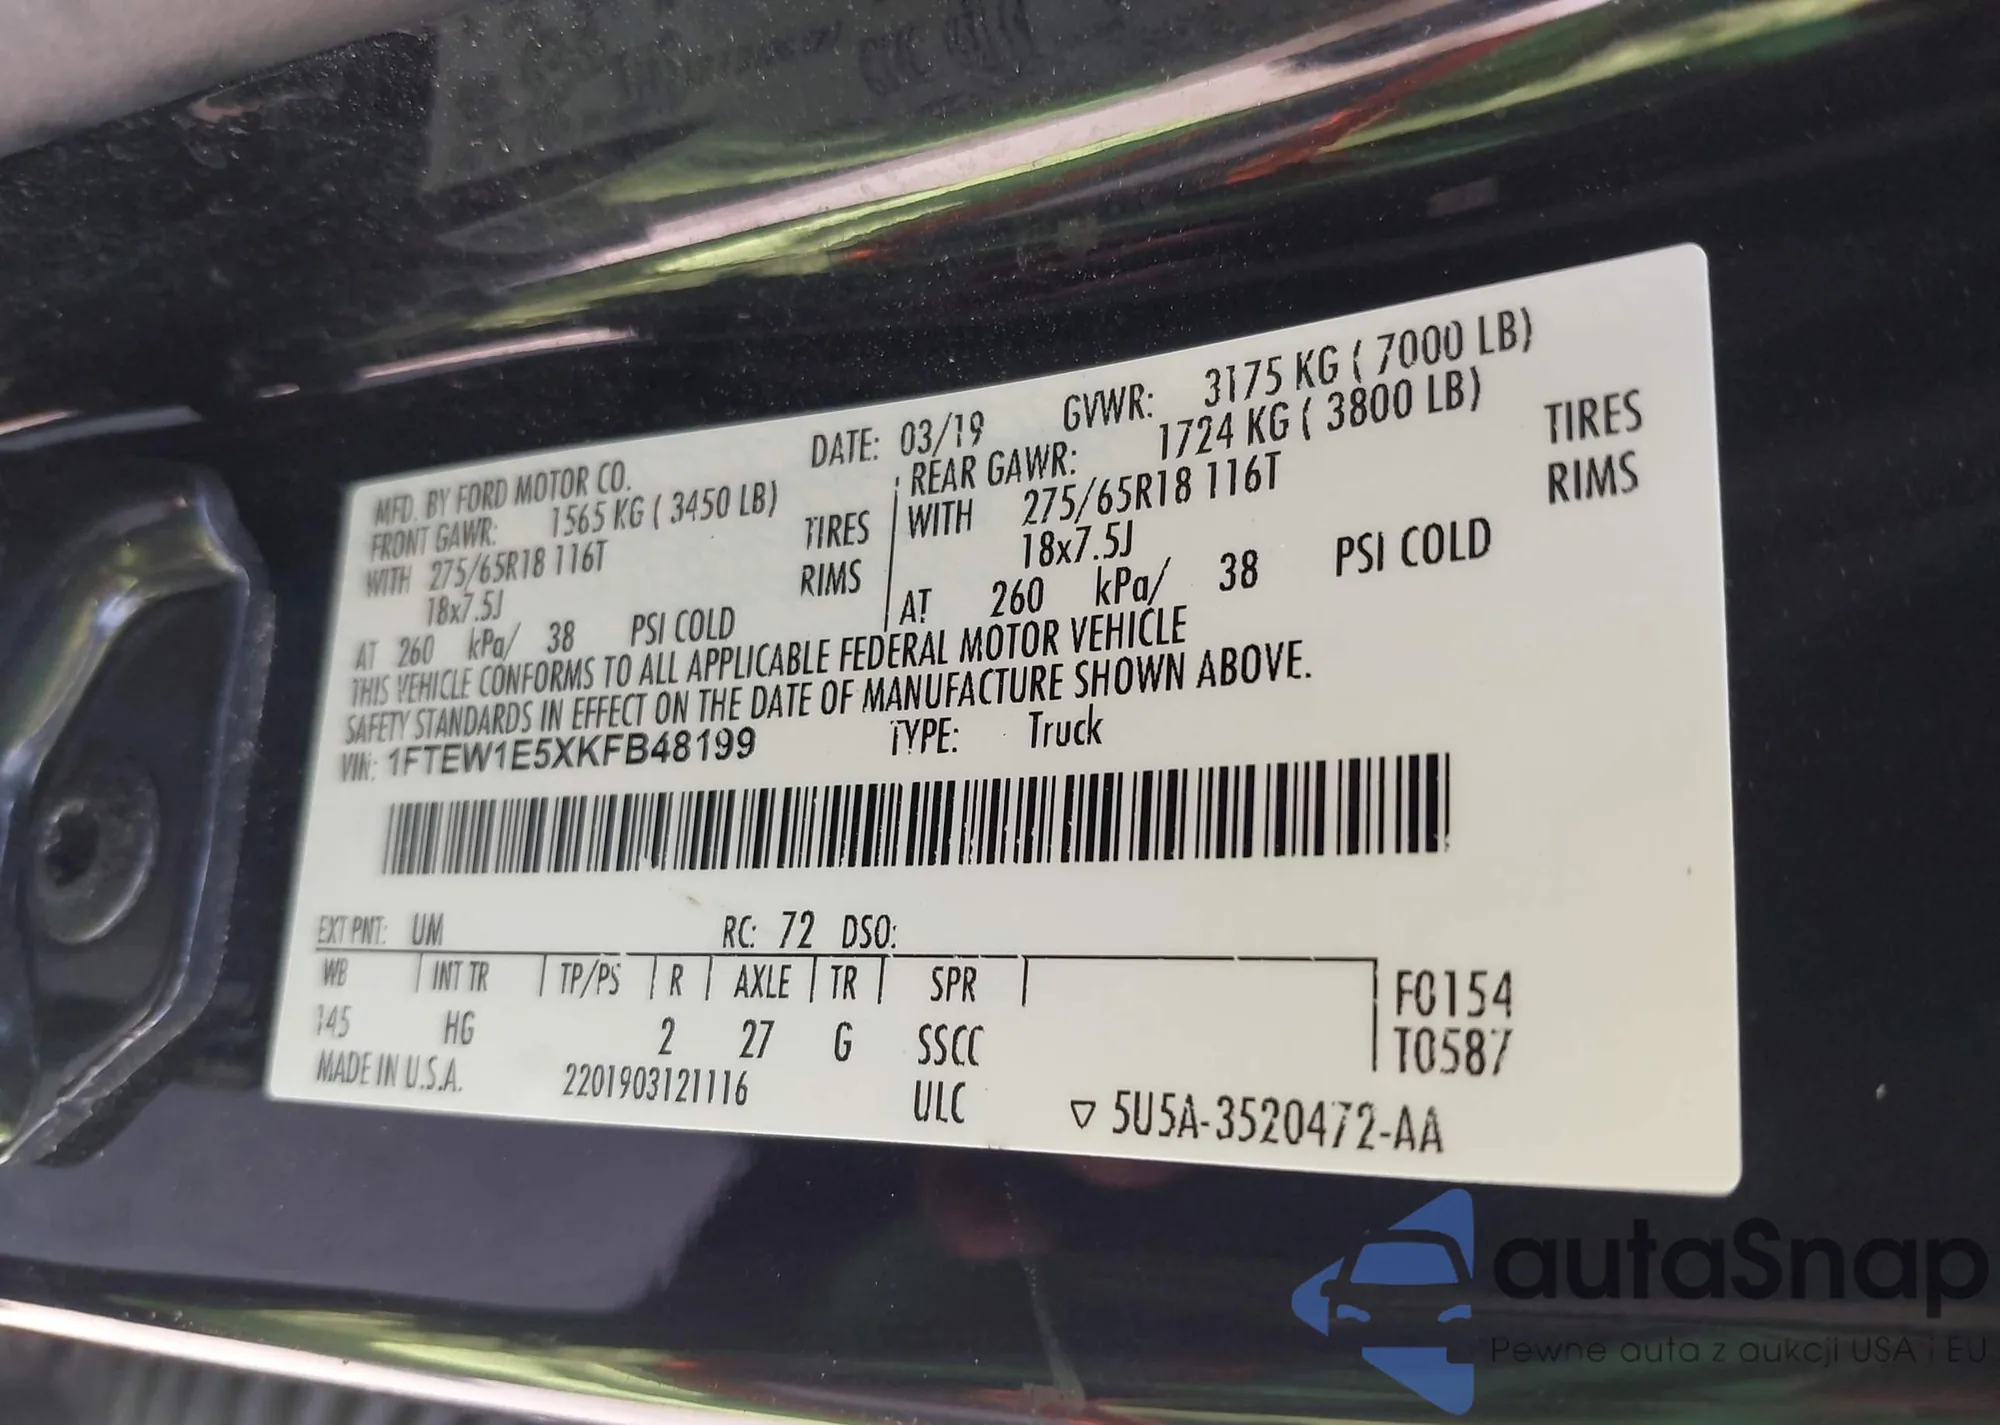 MFD. BY FORD MOTOR CO. DATE: 03/19 GVWR: 3175 KG ( 7000 LB)
FRONT GAWR: 1565 KG ( 3450 LB) REAR GAWR: 1724 KG ( 3800 LB)
WITH 275/65R18 116T TIRES WITH 275/65R18 116T TIRES
18x7.5J RIMS 18x7.5J RIMS
AT 260 kPa/ 38 PSI COLD AT 260 kPa/ 38 PSI COLD
THIS VEHICLE CONFORMS TO ALL APPLICABLE FEDERAL MOTOR VEHICLE
SAFETY STANDARDS IN EFFECT ON THE DATE OF MANUFACTURE SHOWN ABOVE.
VIN: 1FTEW1E5XKFB48199 TYPE: Truck
EXT PNT: UM RC: 72 DSO:
WB INT TR TP/PS R AXLE TR SPR F0154
145 HG 2 27 G SSCC T0587
MADE IN U.S.A. 2201903121116 ULC ▽ 5U5A-3520472-AA
autaSnap
Pewne auta z aukcji USA i EU